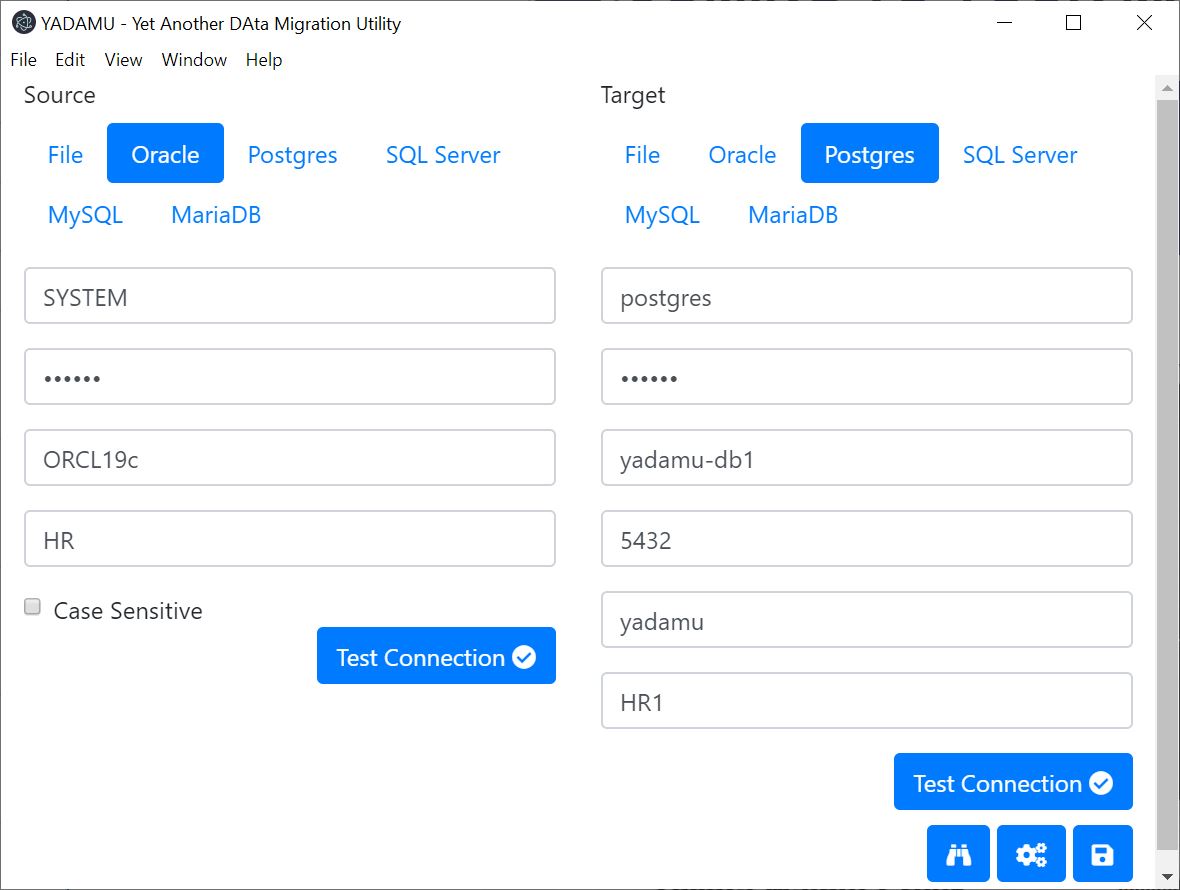 YADAMU - Yet Another DAta Migration Utility
File Edit View Window Help
Source
File Oracle Postgres SQL Server
MySQL MariaDB
SYSTEM
••••••
ORCL19c
HR
Case Sensitive
Test Connection
Target
File Oracle Postgres SQL Server
MySQL MariaDB
postgres
••••••
yadamu-db1
5432
yadamu
HR1
Test Connection